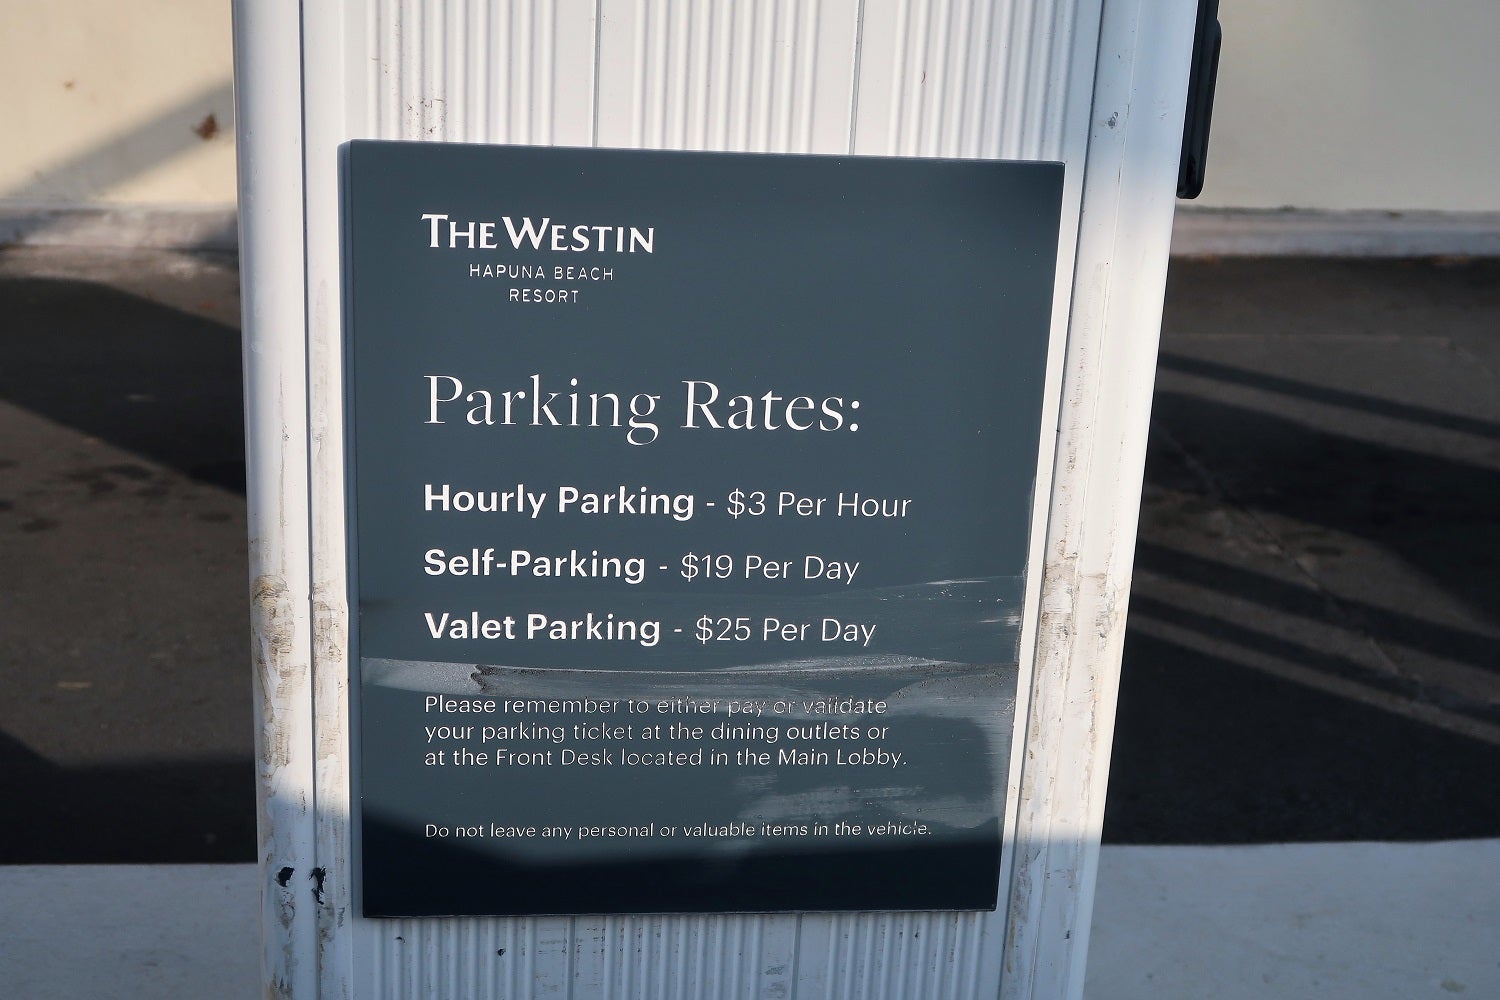 THE WESTIN
HAPUNA BEACH
RESORT
Parking Rates:
Hourly Parking - $3 Per Hour
Self-Parking - $19 Per Day
Valet Parking - $25 Per Day
Please remember to either pay or validate
your parking ticket at the dining outlets or
at the Front Desk located in the Main Lobby.
Do not leave any personal or valuable items in the vehicle.